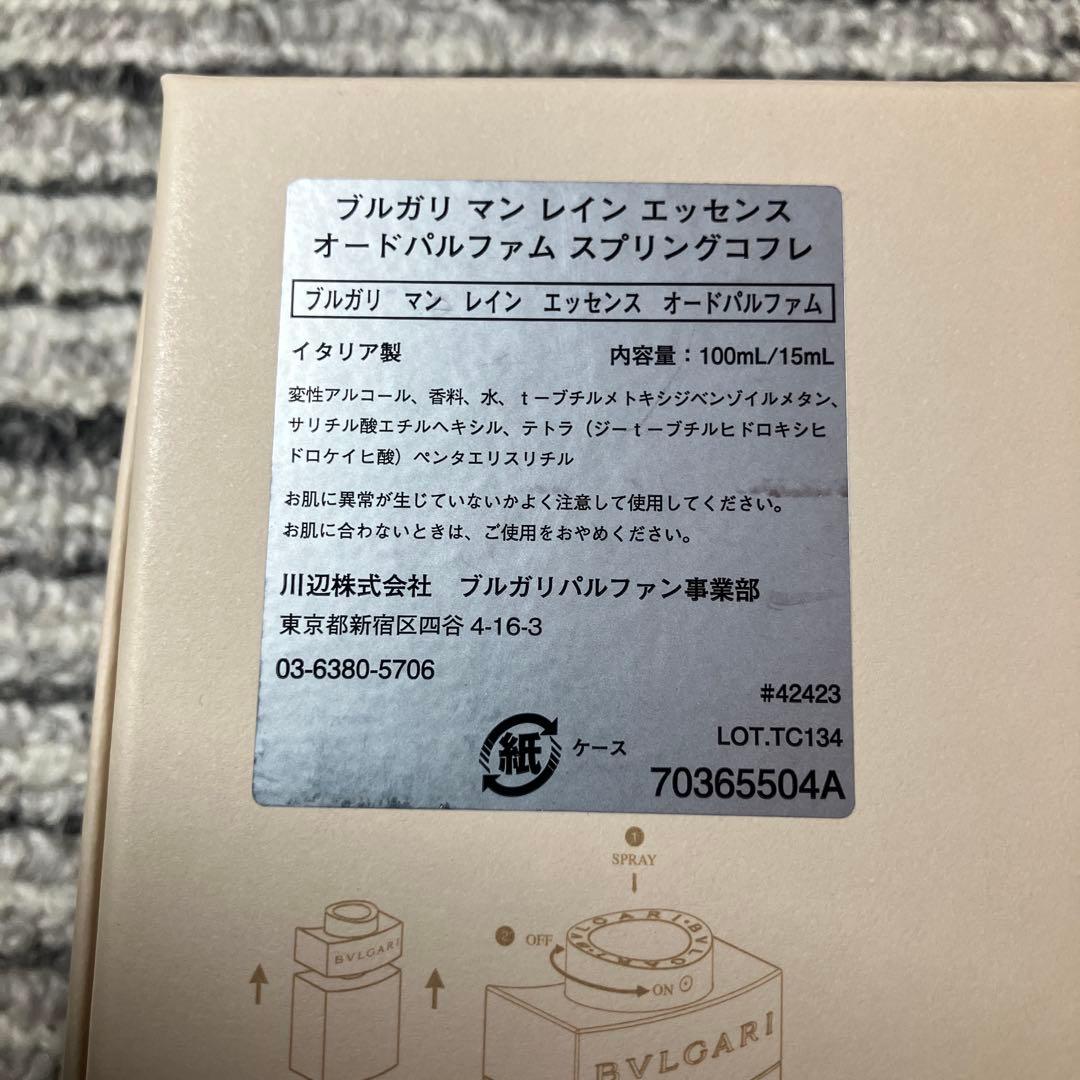 ブルガリ マン レイン エッセンス
オードパルファム スプリングコフレ
ブルガリ マン レイン エッセンス オードパルファム
イタリア製 内容量：100mL/15mL
変性アルコール、香料、水、ｔーブチルメトキシジベンゾイルメタン、
サリチル酸エチルヘキシル、テトラ（ジーｔーブチルヒドロキシヒ
ドロケイヒ酸）ペンタエリスリチル
お肌に異常が生じていないかよく注意して使用してください。
お肌に合わないときは、ご使用をおやめください。
川辺株式会社 ブルガリパルファン事業部
東京都新宿区四谷 4-16-3
03-6380-5706
#42423
LOT.TC134
紙 ケース
70365504A
1
SPRAY
2 OFF
BVLGARI·BVLGARI·
ON
BVLGARI
BVLGARI